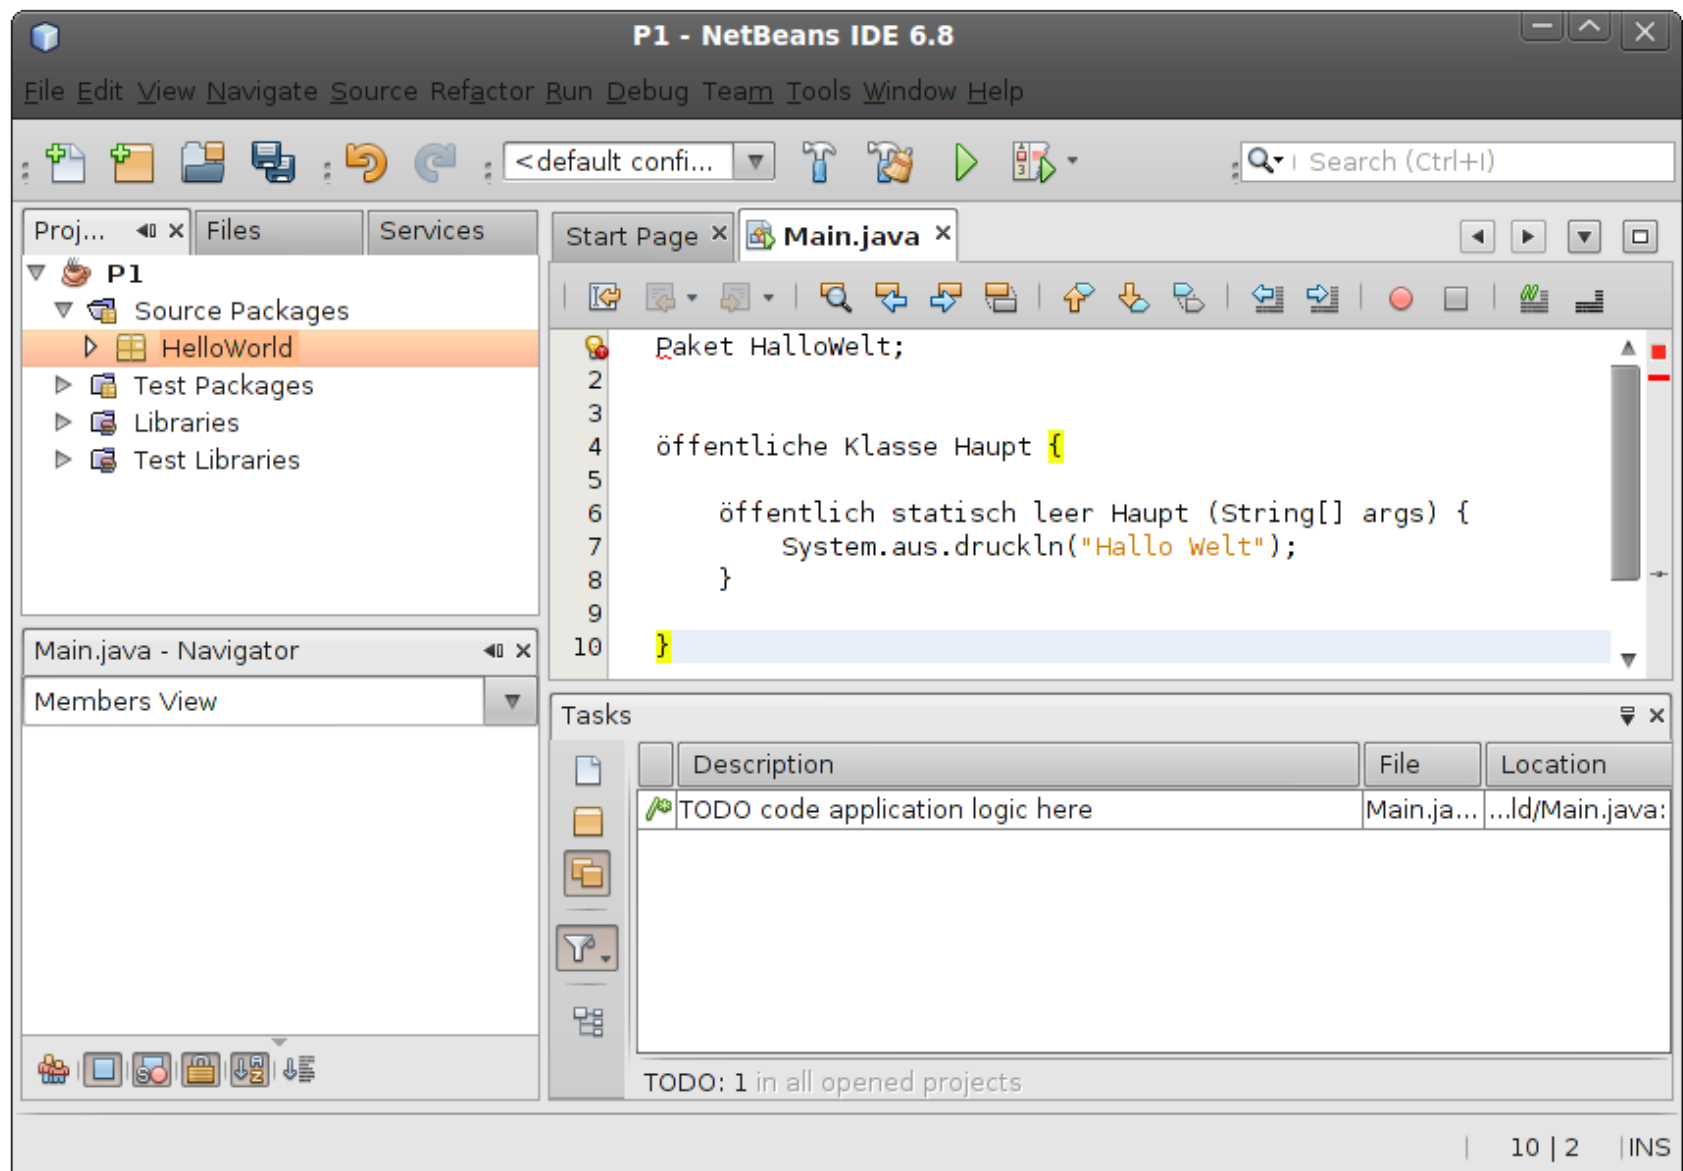 P1 - NetBeans IDE 6.8
File Edit View Navigate Source Refactor Run Debug Team Tools Window Help
<default confi...
Search (Ctrl+I)
Proj...
Files
Services
P1
Source Packages
HelloWorld
Test Packages
Libraries
Test Libraries
Main.java - Navigator
Members View
Start Page
Main.java
Paket HalloWelt;
2
3
4 öffentliche Klasse Haupt {
5
6 öffentlich statisch leer Haupt (String[] args) {
7 System.aus.druckln("Hallo Welt");
8 }
9
10 }
Tasks
Description File Location
TODO code application logic here Main.ja... ...ld/Main.java:
TODO: 1 in all opened projects
10 | 2 INS